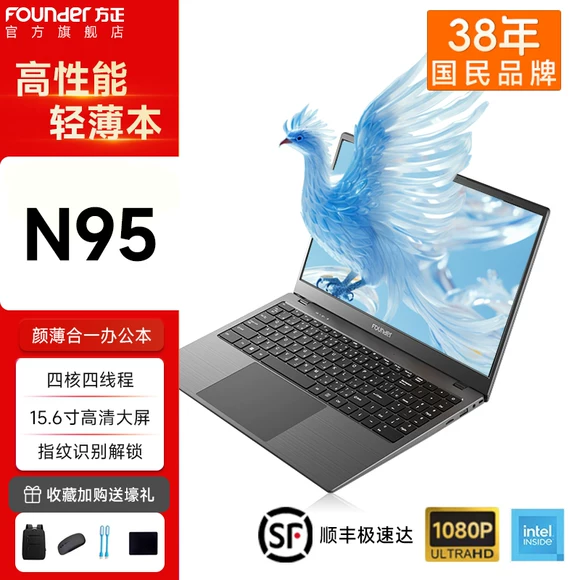 Founder 方正
官方旗舰店
38年
国民品牌
高性能
轻薄本
N95
Founder
颜薄合一办公本
四核四线程
15.6寸高清大屏
指纹识别解锁
收藏加购送壕礼
SF 顺丰极速达
1080P
ULTRAHD
intel
INSIDE